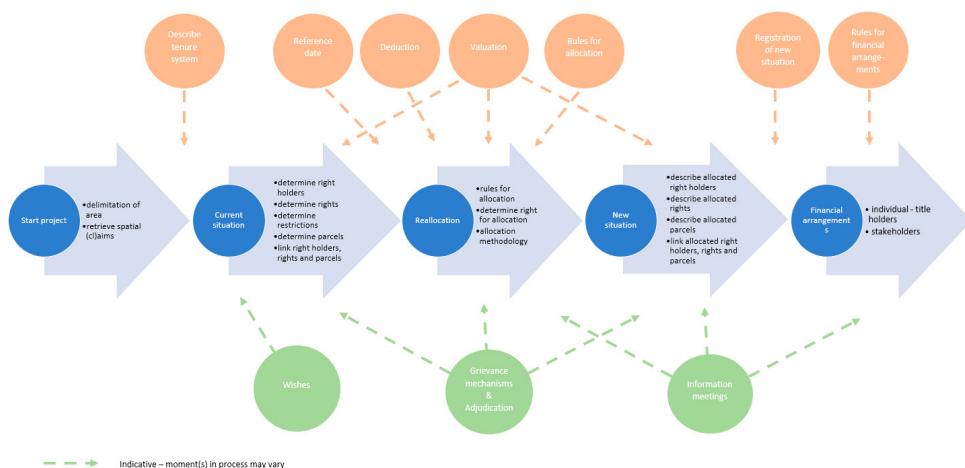 Describe
tenure
system
Reference
date
Deduction
Valuation
Rules for
allocation
Registration
of new
situation
Rules for
financial
arrange-
ments
Start project
•delimitation of
area
•retrieve spatial
(cl)aims
Current
situation
•determine right
holders
•determine rights
•determine
restrictions
•determine parcels
•link right holders,
rights and parcels
Reallocation
•rules for
allocation
•determine right
for allocation
•allocation
methodology
New
situation
•describe allocated
right holders
•describe allocated
rights
•describe allocated
parcels
•link allocated right
holders, rights and
parcels
Financial
arrangement
s
•individual - title
holders
•stakeholders
Wishes
Grievance
mechanisms
&
Adjudication
Information
meetings
Indicative – moment(s) in process may vary